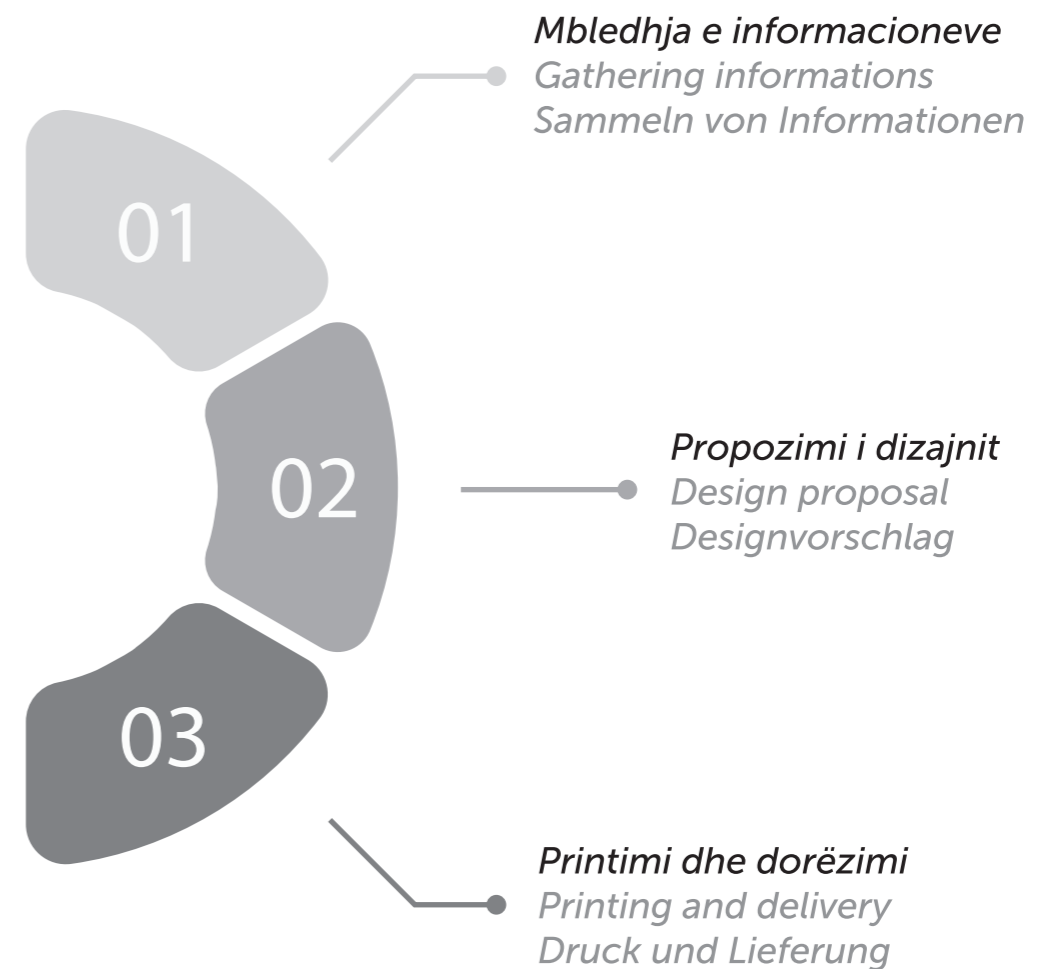 Mbledhja e informacioneve
Gathering informations
Sammeln von Informationen
01
Propozimi i dizajnit
Design proposal
Designvorschlag
02
Printimi dhe dorëzimi
Printing and delivery
Druck und Lieferung
03